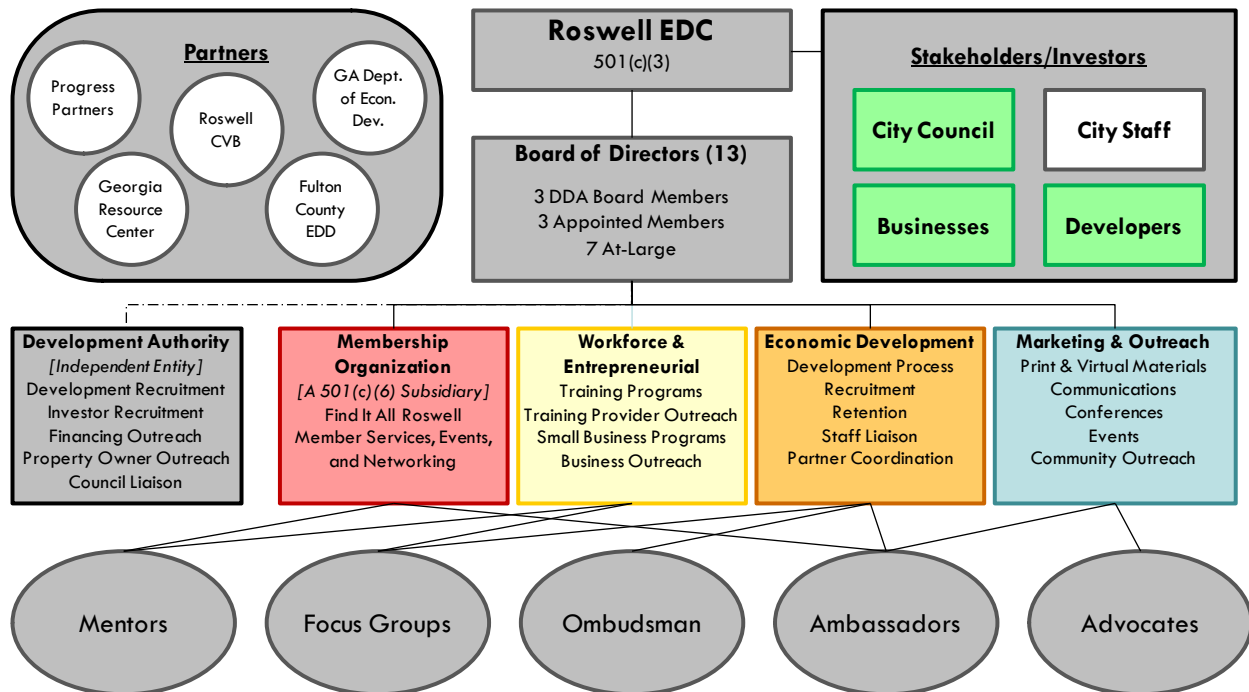 Partners
Progress
Partners
Roswell
CVB
GA Dept.
of Econ.
Dev.
Georgia
Resource
Center
Fulton
County
EDD
Roswell EDC
501(c)(3)
Board of Directors (13)
3 DDA Board Members
3 Appointed Members
7 At-Large
Stakeholders/Investors
City Council
City Staff
Businesses
Developers
Development Authority
[Independent Entity]
Development Recruitment
Investor Recruitment
Financing Outreach
Property Owner Outreach
Council Liaison
Membership
Organization
[A 501(c)(6) Subsidiary]
Find It All Roswell
Member Services, Events,
and Networking
Workforce &
Entrepreneurial
Training Programs
Training Provider Outreach
Small Business Programs
Business Outreach
Economic Development
Development Process
Recruitment
Retention
Staff Liaison
Partner Coordination
Marketing & Outreach
Print & Virtual Materials
Communications
Conferences
Events
Community Outreach
Mentors
Focus Groups
Ombudsman
Ambassadors
Advocates